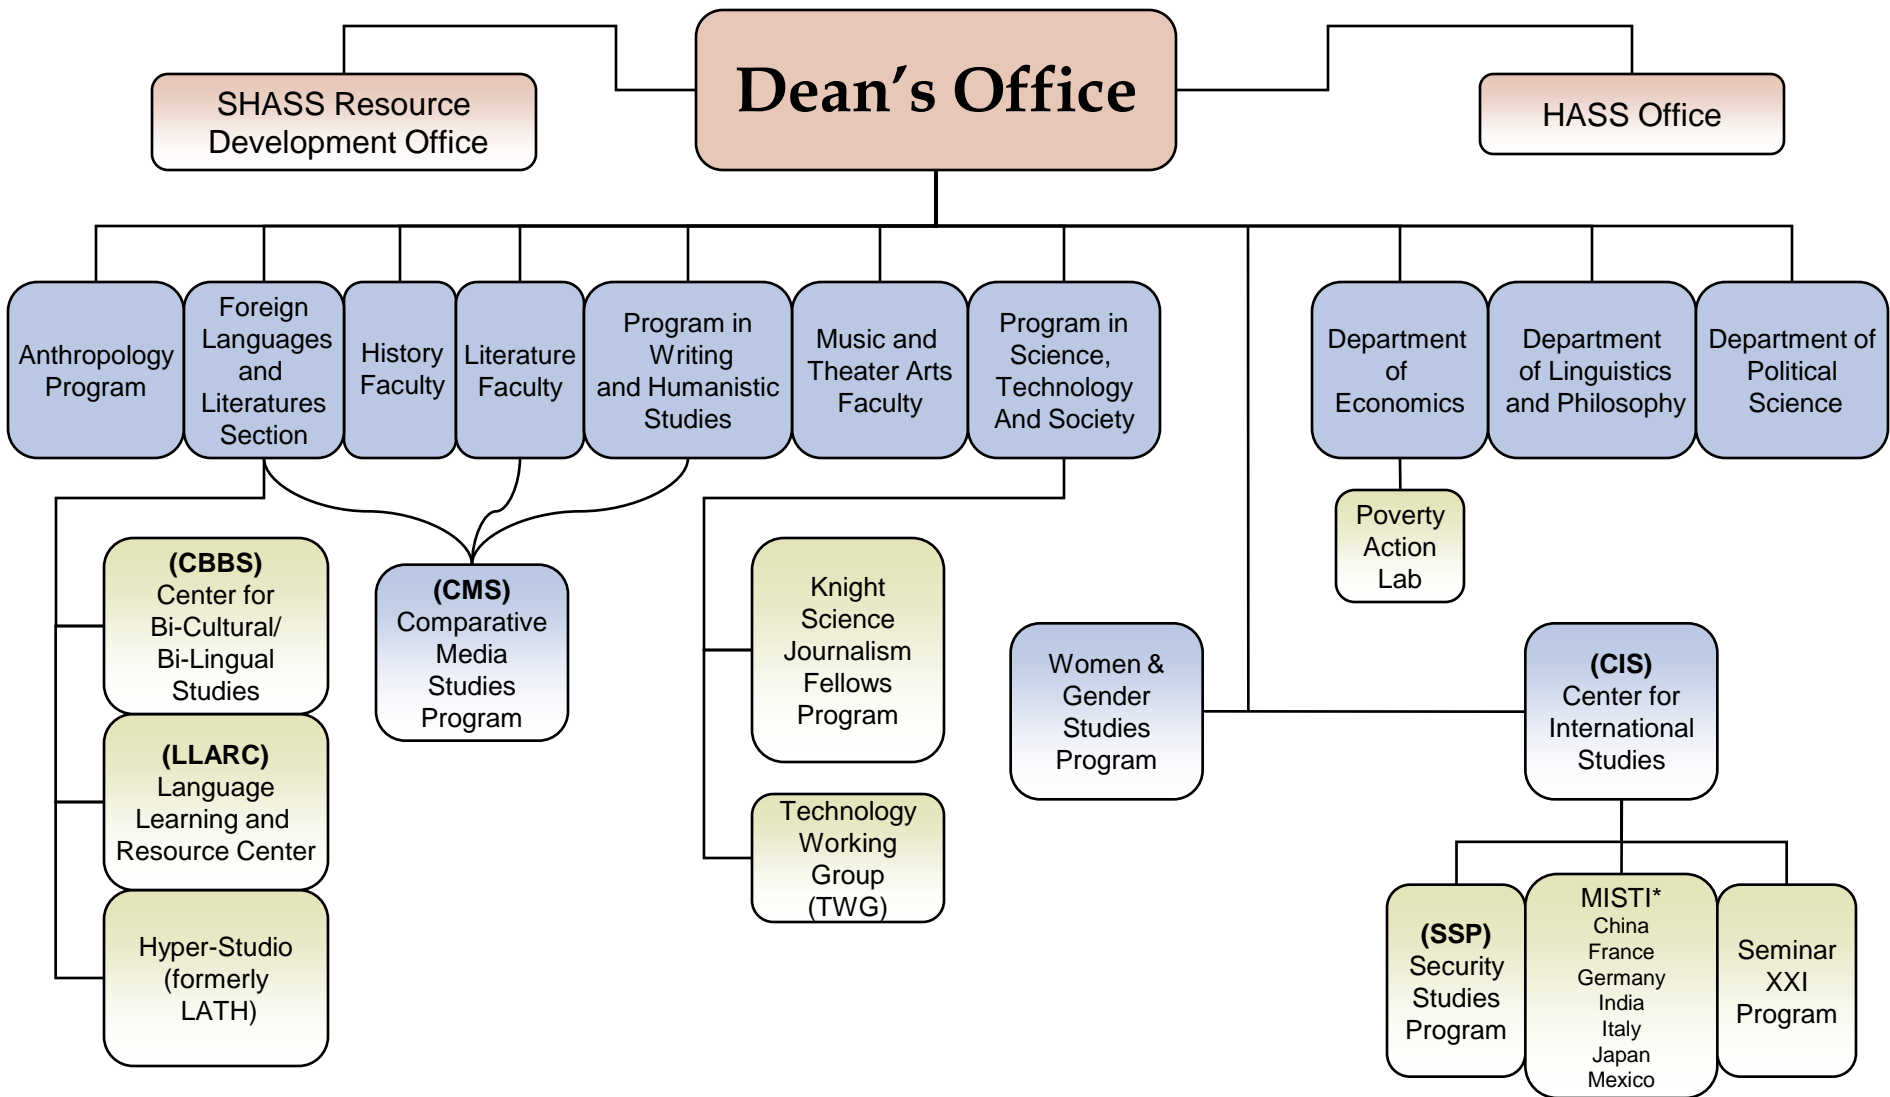 Dean’s Office
SHASS Resource
Development Office
HASS Office
Anthropology
Program
Foreign
Languages
and
Literatures
Section
History
Faculty
Literature
Faculty
Program in
Writing
and Humanistic
Studies
Music and
Theater Arts
Faculty
Program in
Science,
Technology
And Society
Department
of
Economics
Department
of Linguistics
and Philosophy
Department of
Political
Science
Poverty
Action
Lab
(CBBS)
Center for
Bi-Cultural/
Bi-Lingual
Studies
(LLARC)
Language
Learning and
Resource Center
Hyper-Studio
(formerly
LATH)
(CMS)
Comparative
Media
Studies
Program
Knight
Science
Journalism
Fellows
Program
Technology
Working
Group
(TWG)
Women &
Gender
Studies
Program
(CIS)
Center for
International
Studies
(SSP)
Security
Studies
Program
MISTI*
China
France
Germany
India
Italy
Japan
Mexico
Seminar
XXI
Program